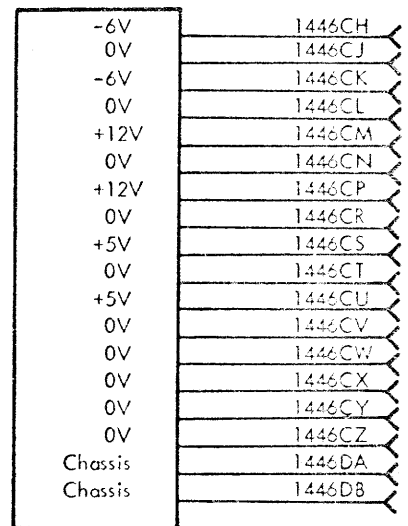 -6V 1446CH
0V 1446CJ
-6V 1446CK
0V 1446CL
+12V 1446CM
0V 1446CN
+12V 1446CP
0V 1446CR
+5V 1446CS
0V 1446CT
+5V 1446CU
0V 1446CV
0V 1446CW
0V 1446CX
0V 1446CY
0V 1446CZ
Chassis 1446DA
Chassis 1446DB